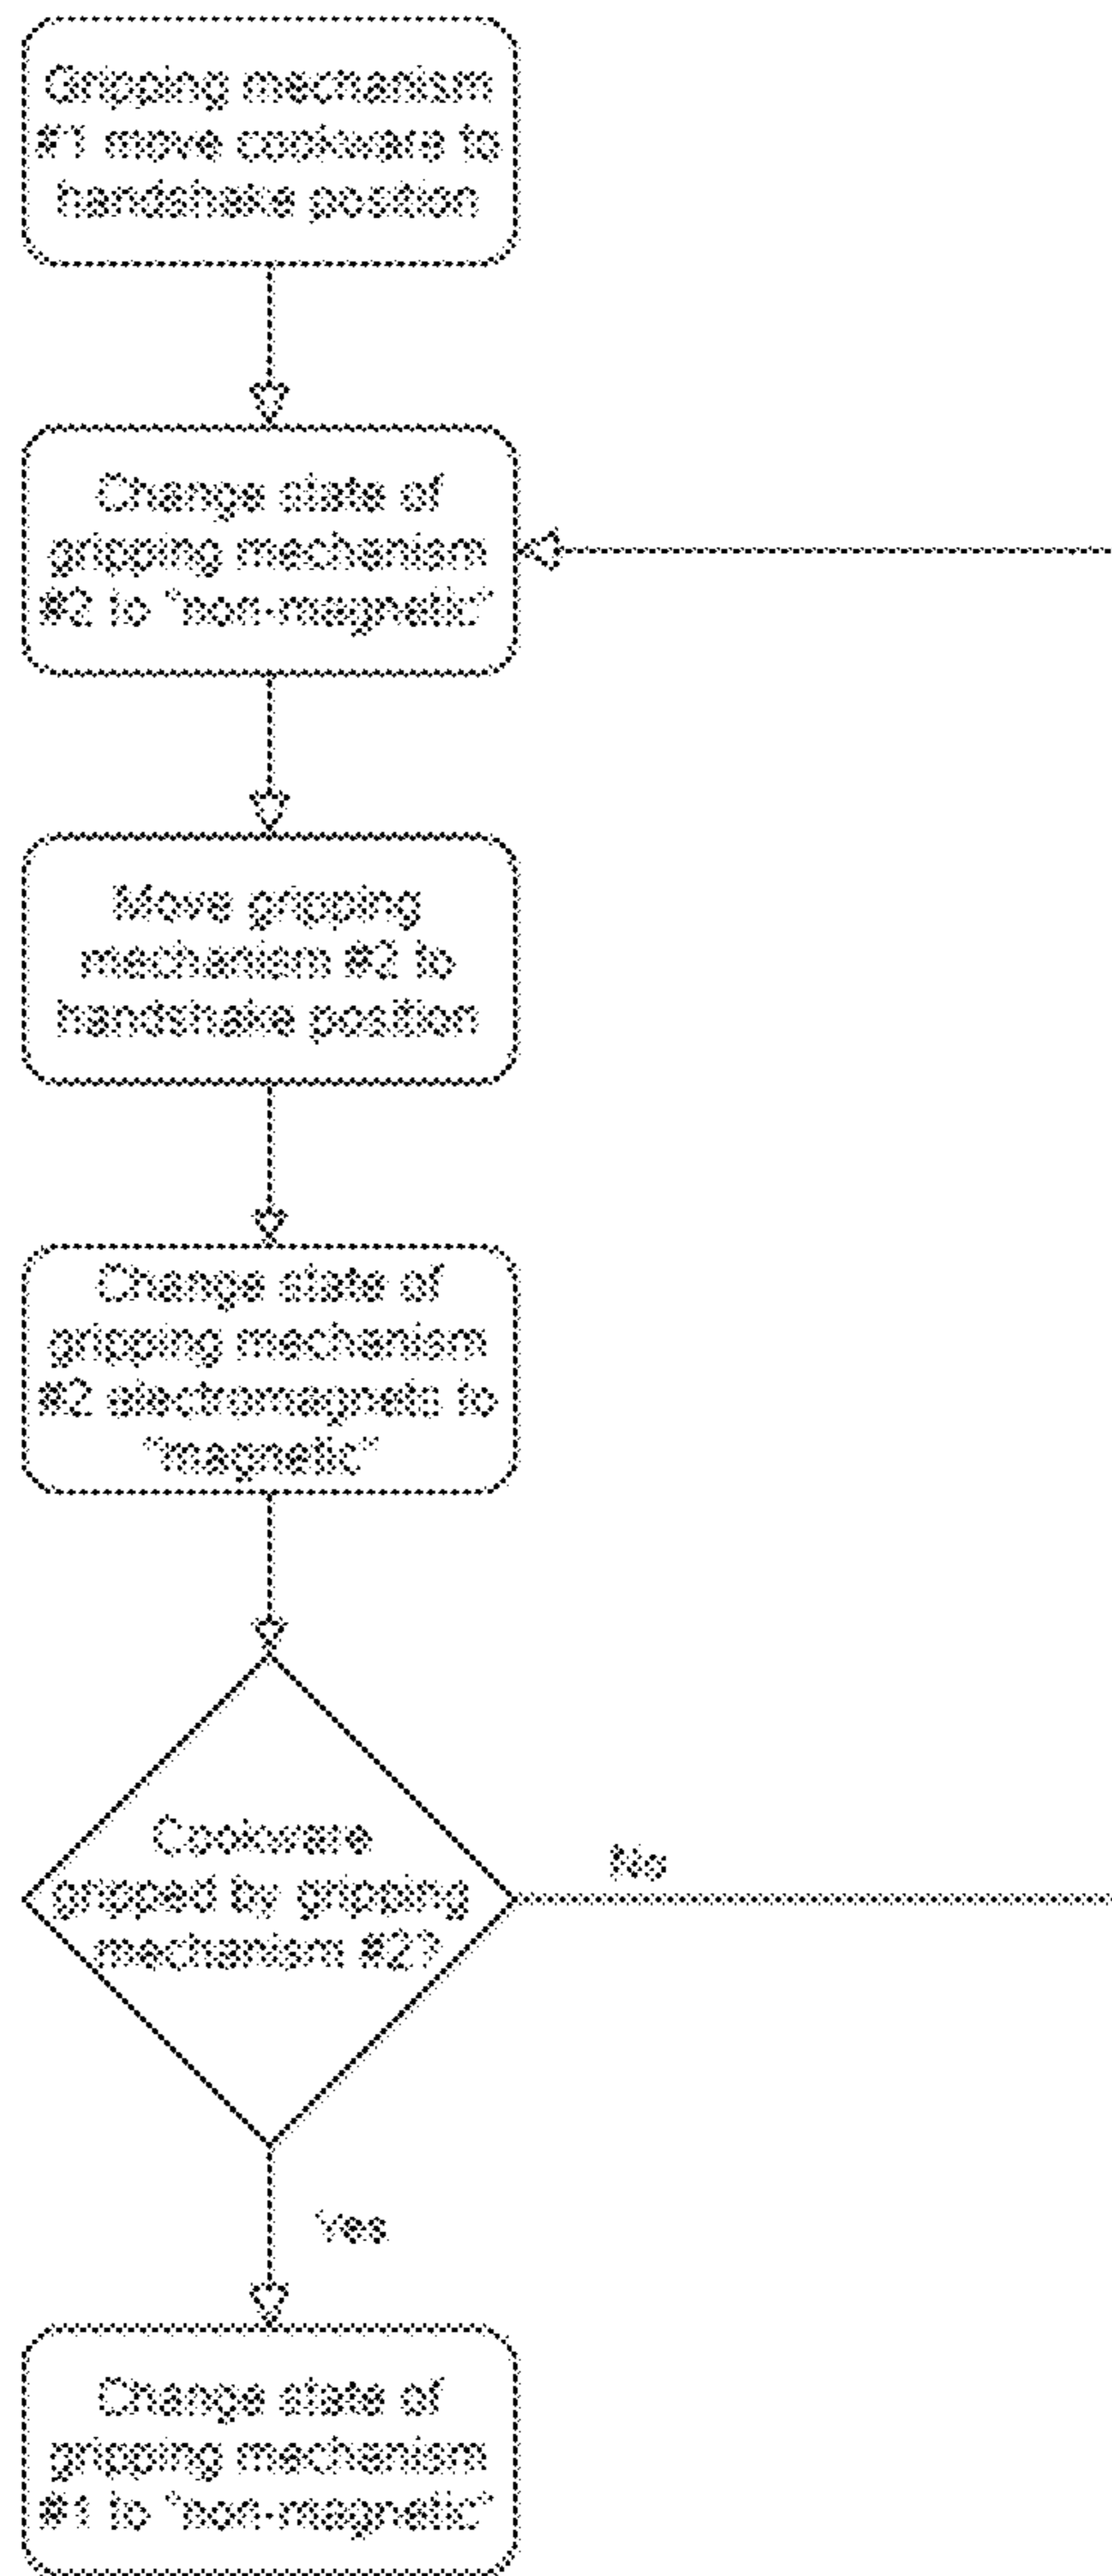 Gripping mechanism
#1 move cookware to
handshake position
Change state of
gripping mechanism
#2 to "non-magnetic"
Move gripping
mechanism #2 to
handshake position
Change state of
gripping mechanism
#2 electromagnetic to
"magnetic"
Cookware
gripped by gripping
mechanism #2?
No
Yes
Change state of
gripping mechanism
#1 to "non-magnetic"